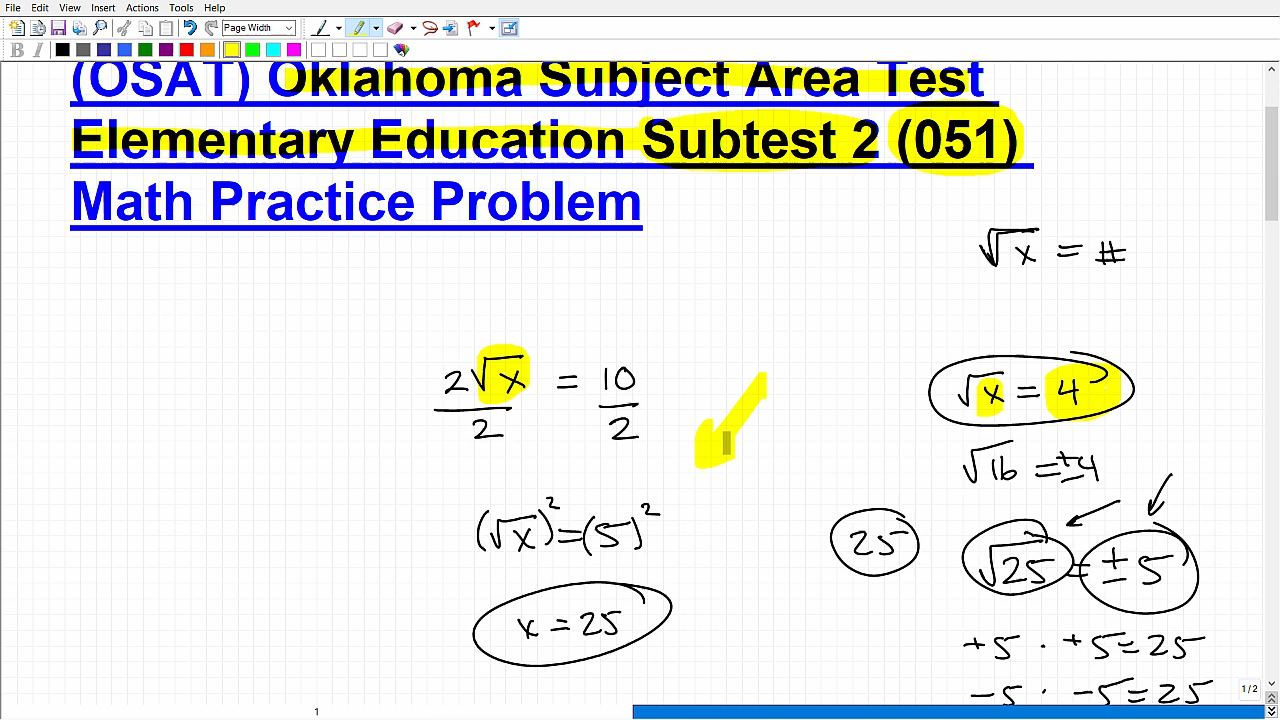 File Edit View Insert Actions Tools Help
Page Width
B I
(OSAT) Oklahoma Subject Area Test
Elementary Education Subtest 2 (051)
Math Practice Problem
√x = #
2√x = 10
2 2
√x = 4
√16 = ±4
(√x)² = (5)²
25
√25 = ±5
x = 25
+5 · +5 = 25
-5 · -5 = 25
1/2
1